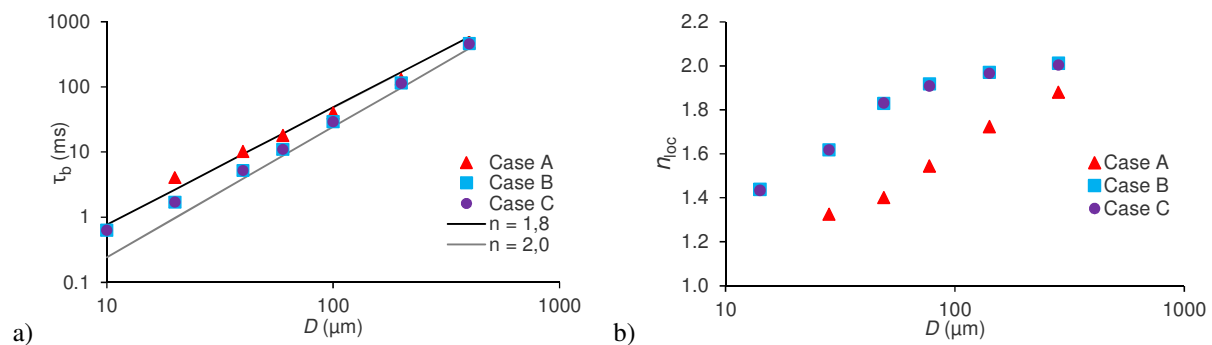 1000
100
10
1
0.1
τb (ms)
Case A
Case B
Case C
n = 1,8
n = 2,0
10
100
1000
D (µm)
a)
2.2
2.0
1.8
1.6
1.4
1.2
1.0
nloc
Case A
Case B
Case C
10
100
1000
D (µm)
b)